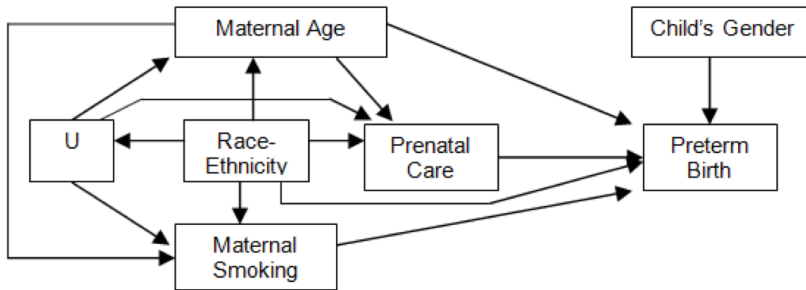 Maternal Age
Child's Gender
U
Race-
Ethnicity
Prenatal
Care
Preterm
Birth
Maternal
Smoking